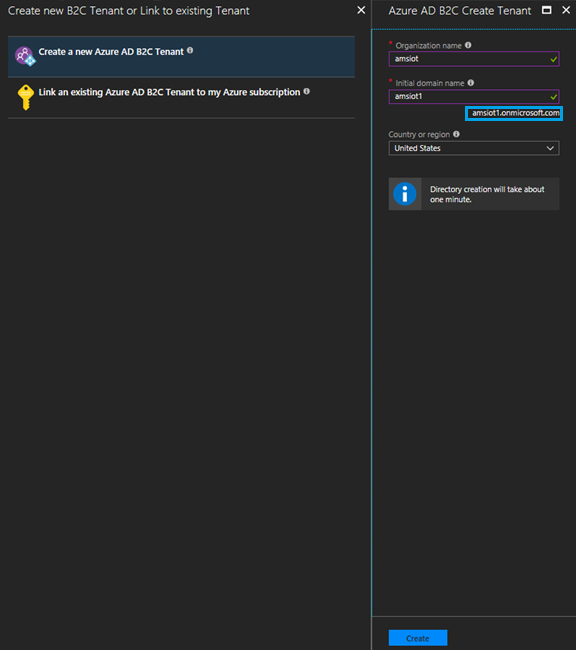 Create new B2C Tenant or Link to existing Tenant
Create a new Azure AD B2C Tenant
Link an existing Azure AD B2C Tenant to my Azure subscription
Azure AD B2C Create Tenant
* Organization name
amsiot
* Initial domain name
amsiot1
amsiot1.onmicrosoft.com
Country or region
United States
Directory creation will take about
one minute.
Create